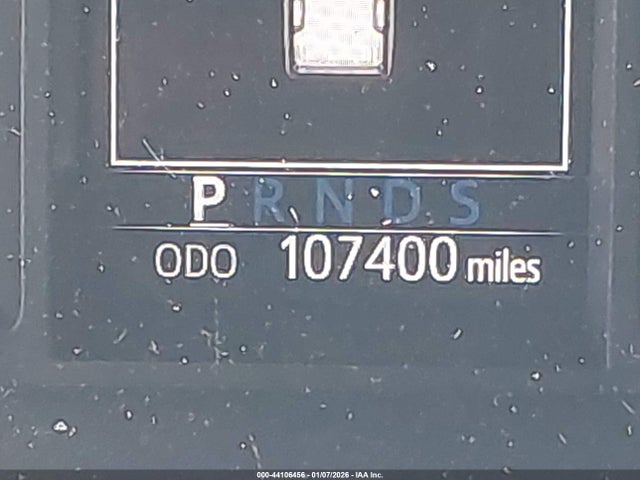 P R N D S
ODO 107400 miles
000-44106456 - 01/07/2026 - IAA Inc.